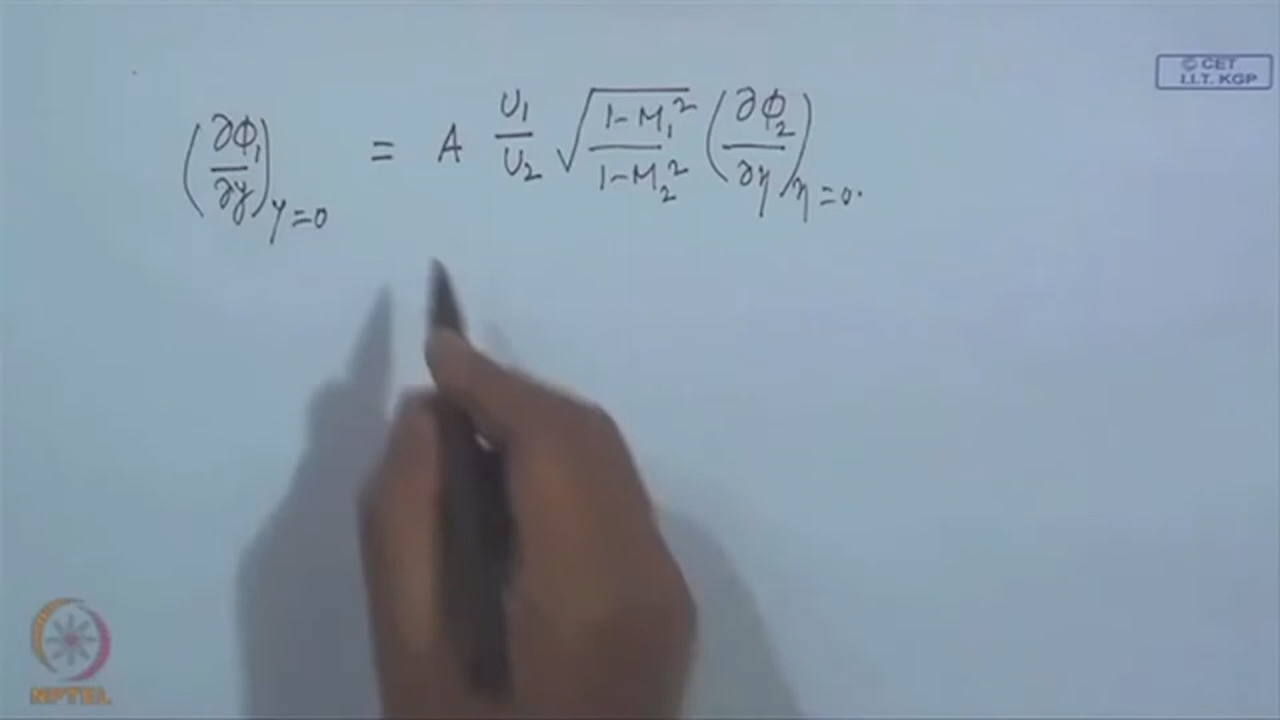 © CET
I.I.T. KGP
(∂φ₁/∂y)_{y=0} = A U₁/U₂ √((1-M₁²)/(1-M₂²)) (∂φ₂/∂η)_{η=0.}
NPTEL